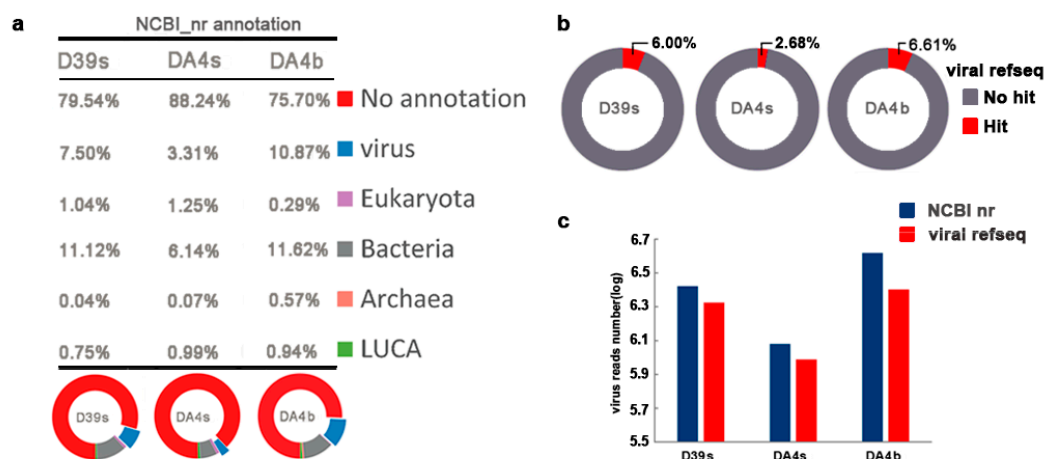 a
NCBI_nr annotation
D39s DA4s DA4b
79.54% 88.24% 75.70% No annotation
7.50% 3.31% 10.87% virus
1.04% 1.25% 0.29% Eukaryota
11.12% 6.14% 11.62% Bacteria
0.04% 0.07% 0.57% Archaea
0.75% 0.99% 0.94% LUCA
D39s DA4s DA4b
b
6.00% 2.68% 6.61%
D39s DA4s DA4b
viral refseq
No hit
Hit
c
NCBI nr
viral refseq
virus reads number(log)
6.7
6.5
6.3
6.1
5.9
5.7
5.5
D39s DA4s DA4b